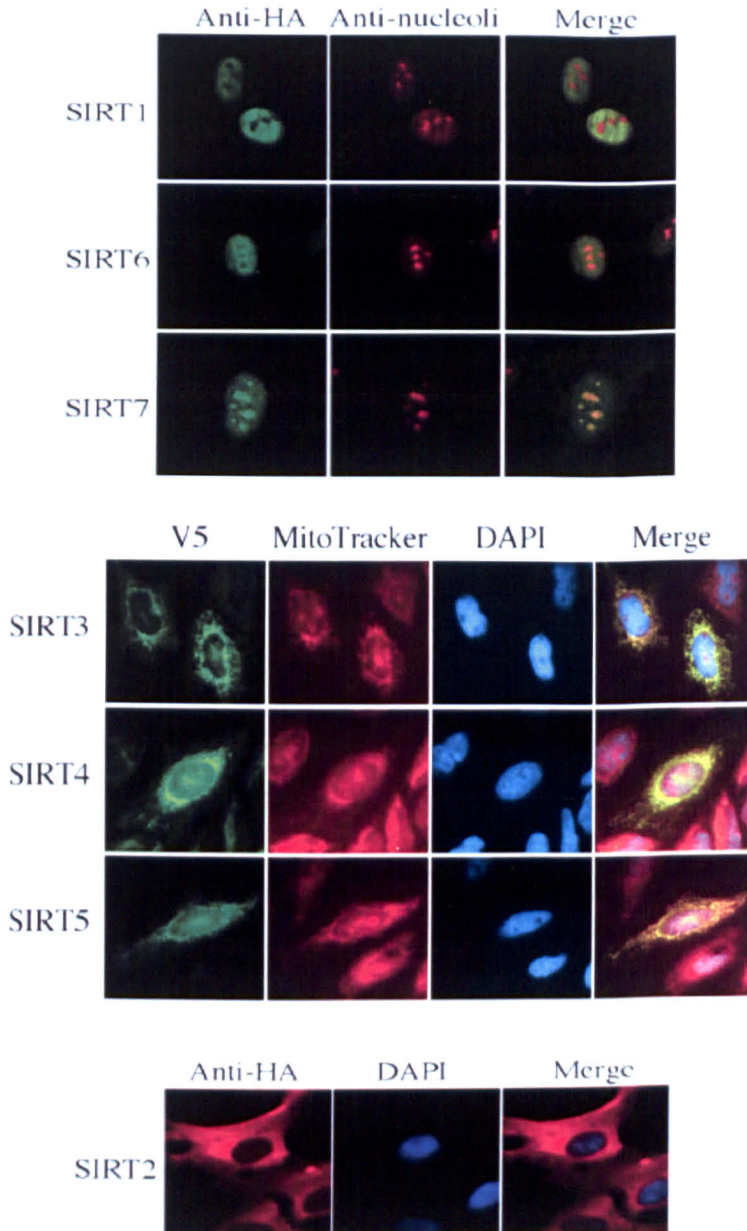 Anti-HA Anti-nucleoli Merge
SIRT1
SIRT6
SIRT7
V5 MitoTracker DAPI Merge
SIRT3
SIRT4
SIRT5
Anti-HA DAPI Merge
SIRT2